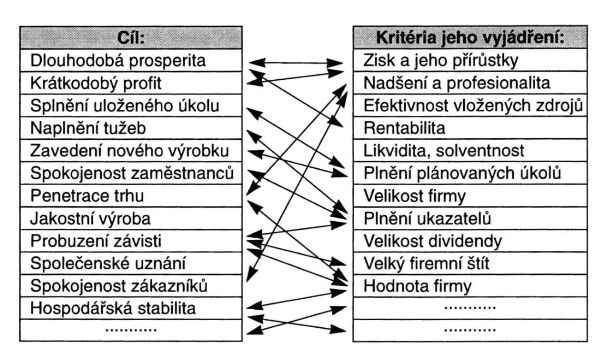 Cíl:
Dlouhodobá prosperita
Krátkodobý profit
Splnění uloženého úkolu
Naplnění tužeb
Zavedení nového výrobku
Spokojenost zaměstnanců
Penetrace trhu
Jakostní výroba
Probuzení závisti
Společenské uznání
Spokojenost zákazníků
Hospodářská stabilita
...........
Kritéria jeho vyjádření:
Zisk a jeho přírůstky
Nadšení a profesionalita
Efektivnost vložených zdrojů
Rentabilita
Likvidita, solventnost
Plnění plánovaných úkolů
Velikost firmy
Plnění ukazatelů
Velikost dividendy
Velký firemní štít
Hodnota firmy
...........
...........